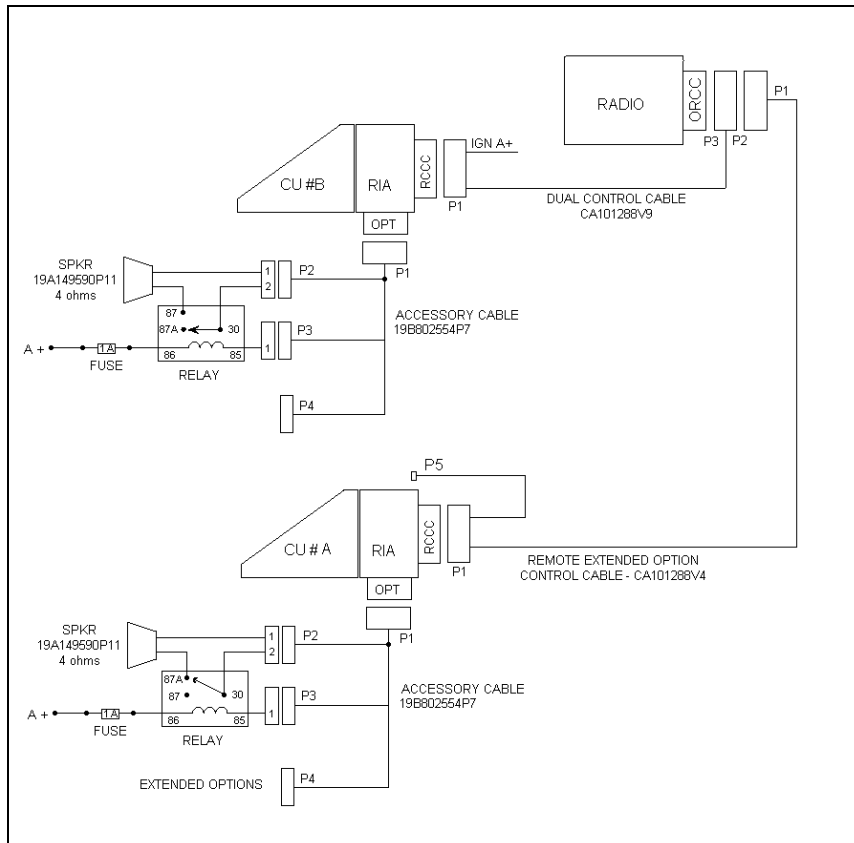 RADIO
ORCC
P1
P3
P2
IGN A+
CU #B
RIA
RCCC
P1
DUAL CONTROL CABLE
CA101288V9
OPT
P1
SPKR
19A149590P11
4 ohms
1
2
P2
87
87A
30
ACCESSORY CABLE
19B802554P7
P3
A +
1A
86
85
1
FUSE
RELAY
P4
P5
CU # A
RIA
RCCC
P1
REMOTE EXTENDED OPTION
CONTROL CABLE - CA101288V4
OPT
P1
SPKR
19A149590P11
4 ohms
1
2
P2
87A
87
30
ACCESSORY CABLE
19B802554P7
P3
A +
1A
86
85
1
FUSE
RELAY
EXTENDED OPTIONS
P4